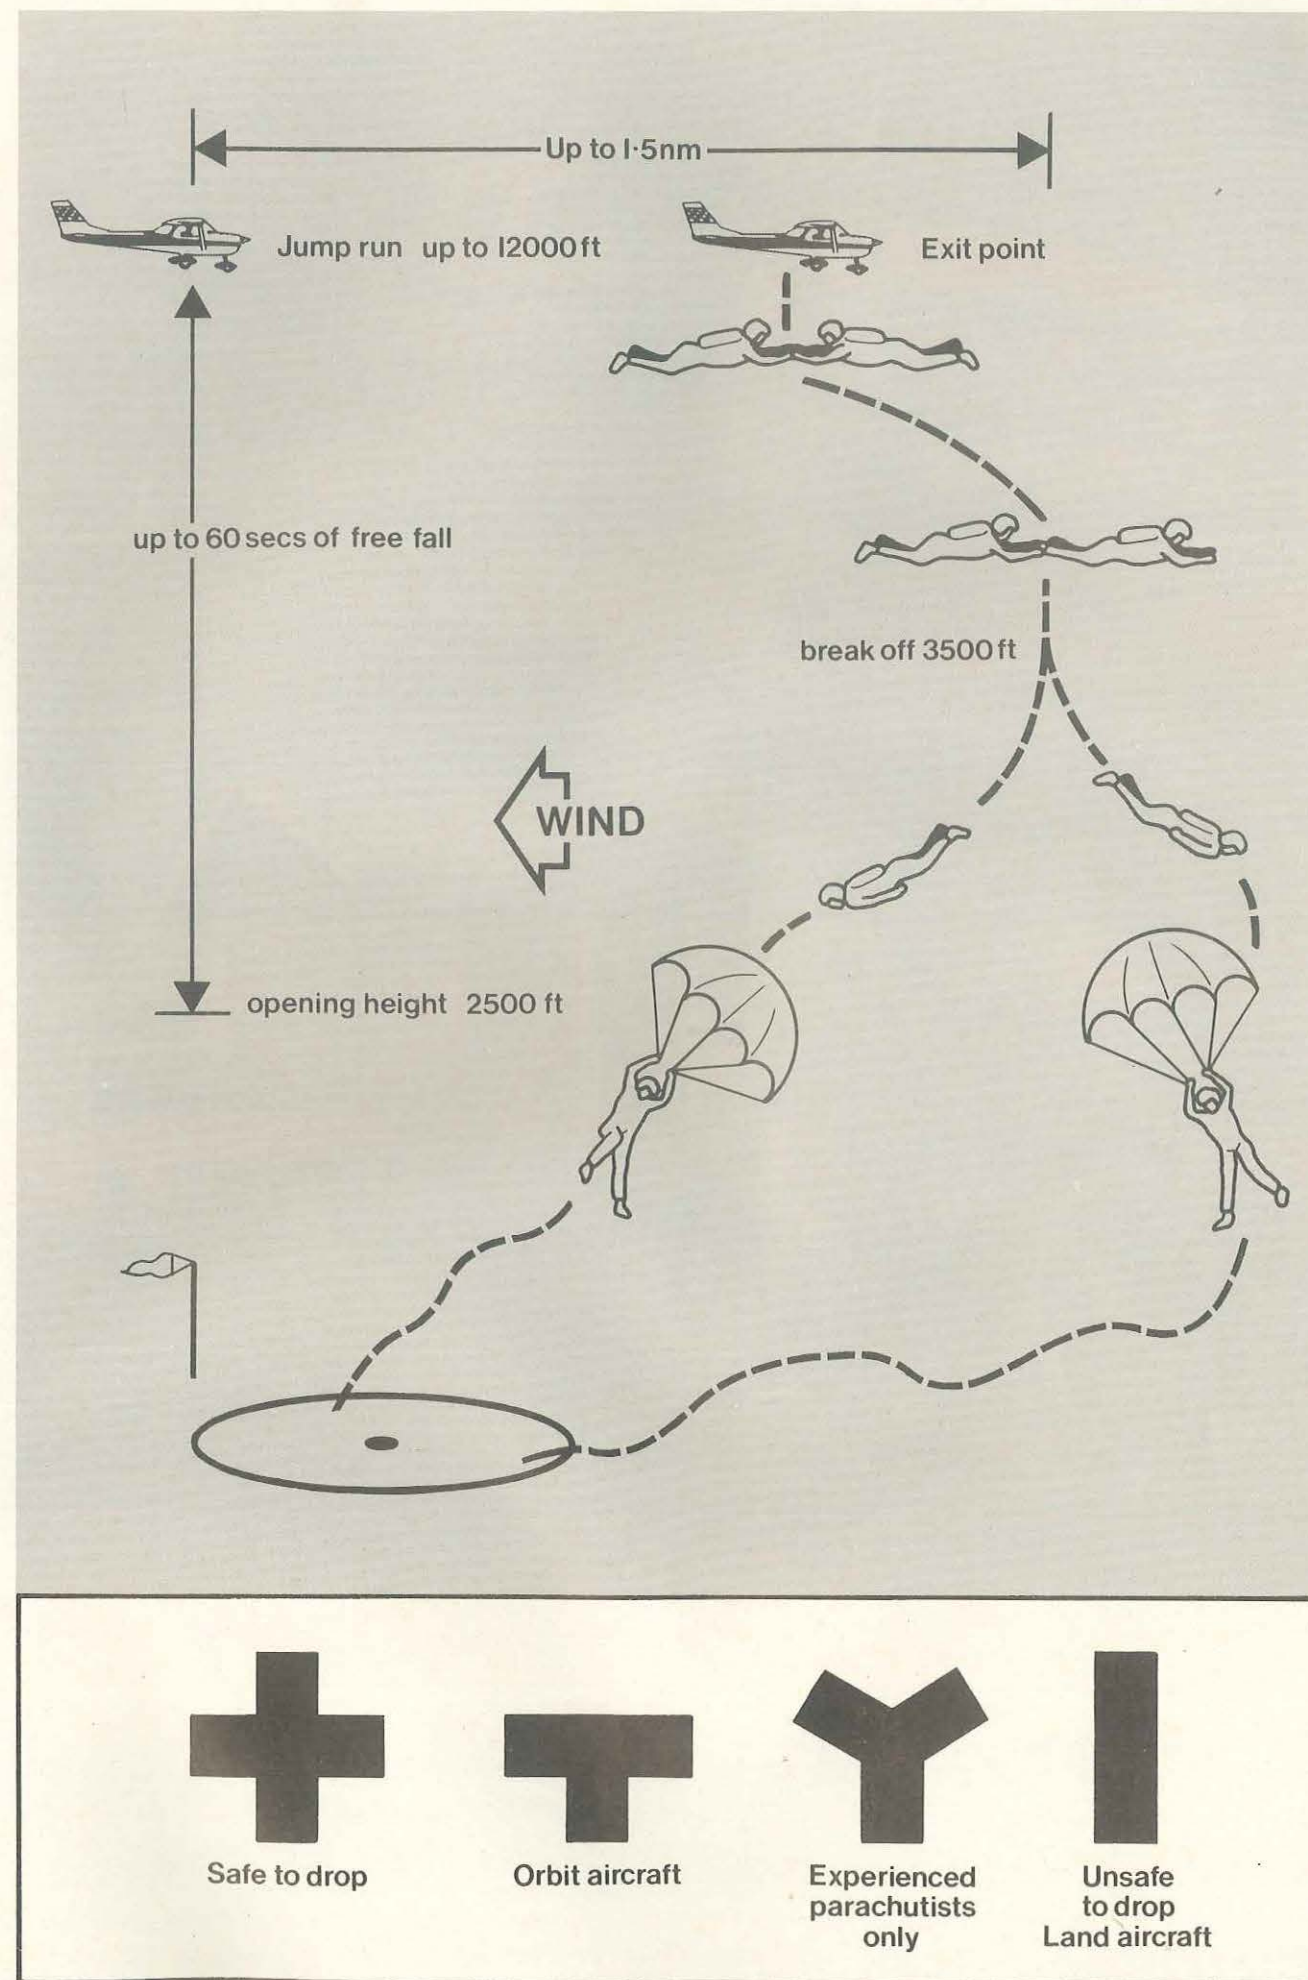 Up to 1·5nm
Jump run up to 12000 ft
Exit point
up to 60 secs of free fall
break off 3500 ft
WIND
opening height 2500 ft
Safe to drop
Orbit aircraft
Experienced
parachutists
only
Unsafe
to drop
Land aircraft